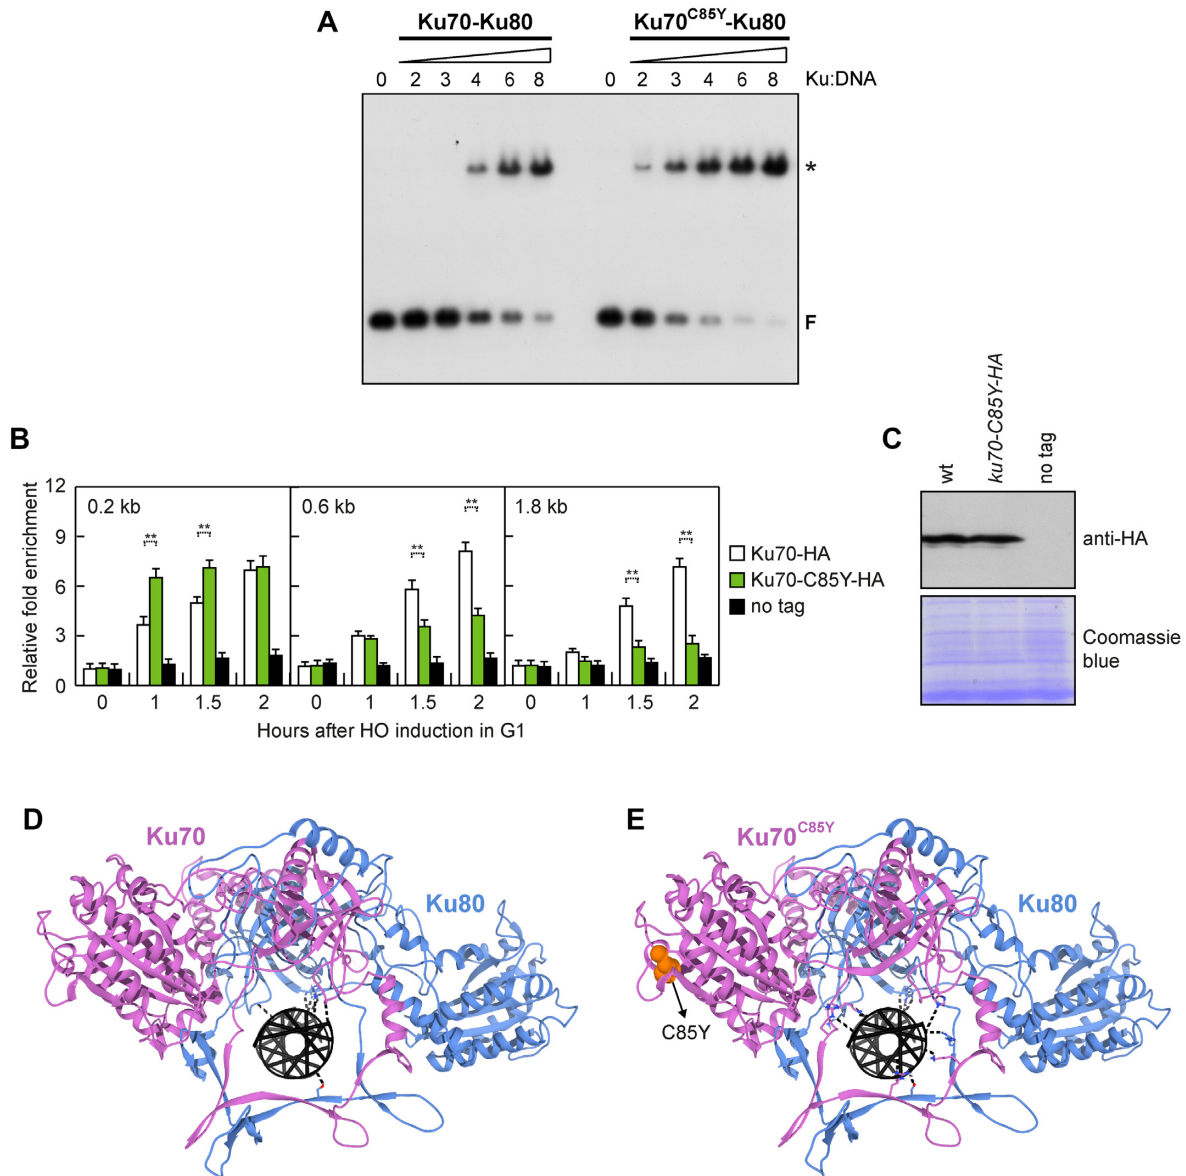 A
Ku70-Ku80 Ku70C85Y-Ku80
0 2 3 4 6 8 0 2 3 4 6 8 Ku:DNA
*
F
B
Relative fold enrichment
12
9
6
3
0
0.2 kb 0.6 kb 1.8 kb
** ** ** ** ** **
Ku70-HA
Ku70-C85Y-HA
no tag
0 1 1.5 2 0 1 1.5 2 0 1 1.5 2
Hours after HO induction in G1
C
wt ku70-C85Y-HA no tag
anti-HA
Coomassie
blue
D
Ku70
Ku80
E
Ku70C85Y
Ku80
C85Y